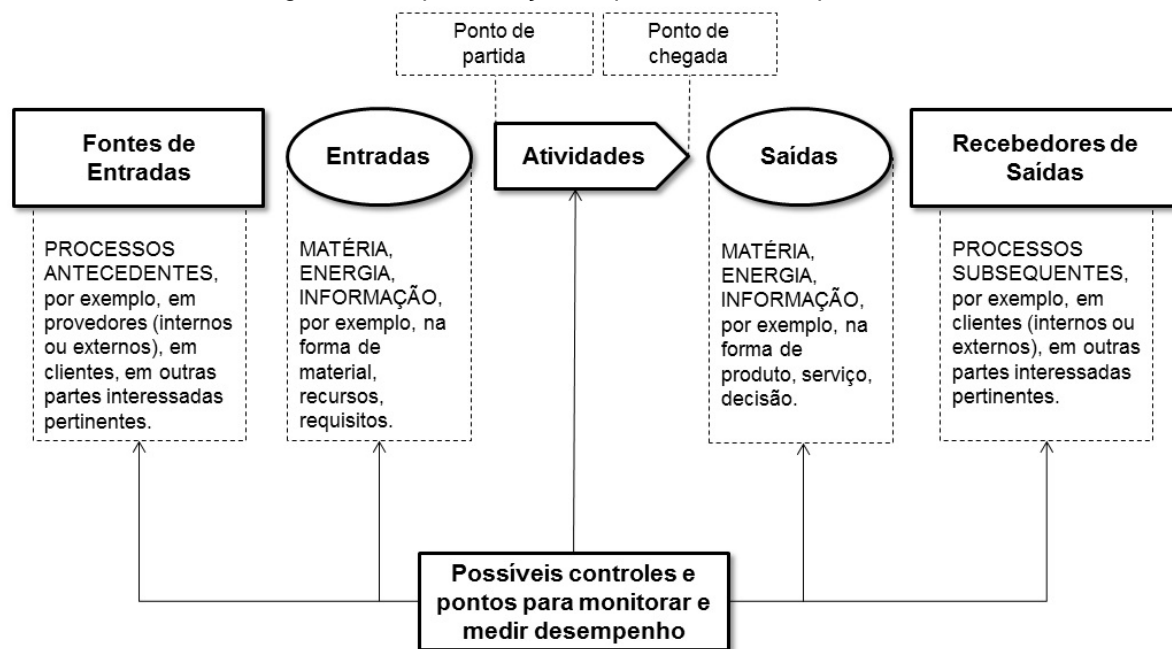 Ponto de
partida
Ponto de
chegada
Fontes de
Entradas
Entradas
Atividades
Saídas
Recebedores de
Saídas
PROCESSOS
ANTECEDENTES,
por exemplo, em
provedores (internos
ou externos), em
clientes, em outras
partes interessadas
pertinentes.
MATÉRIA,
ENERGIA,
INFORMAÇÃO,
por exemplo, na
forma de
material,
recursos,
requisitos.
MATÉRIA,
ENERGIA,
INFORMAÇÃO,
por exemplo, na
forma de
produto, serviço,
decisão.
PROCESSOS
SUBSEQUENTES,
por exemplo, em
clientes (internos ou
externos), em outras
partes interessadas
pertinentes.
Possíveis controles e
pontos para monitorar e
medir desempenho